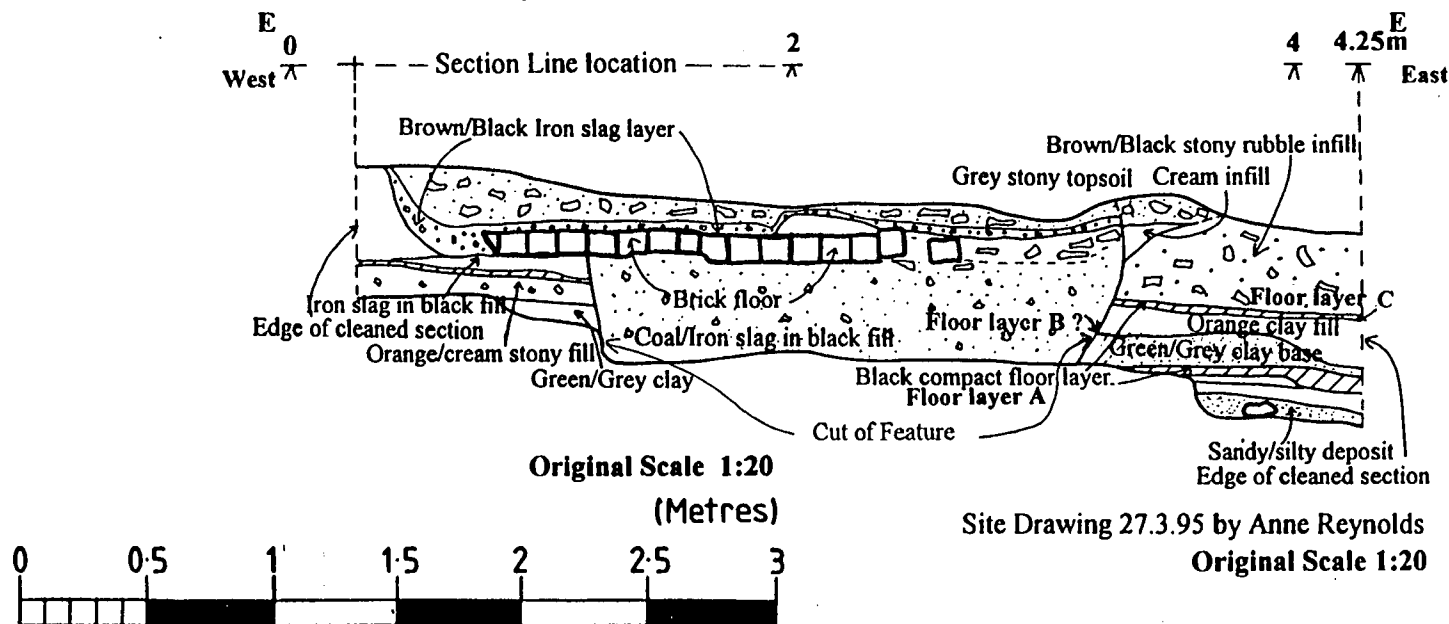 E
0
2
4
4.25m
E
West
Section Line location
East
Brown/Black Iron slag layer
Brown/Black stony rubble infill
Grey stony topsoil
Cream infill
Iron slag in black fill
Edge of cleaned section
Brick floor
Floor layer C
Floor layer B ?
Orange clay fill
Orange/cream stony fill
Coal/Iron slag in black fill
Green/Grey clay base
Green/Grey clay
Black compact floor layer
Floor layer A
Cut of Feature
Sandy/silty deposit
Edge of cleaned section
Original Scale 1:20
(Metres)
Site Drawing 27.3.95 by Anne Reynolds
Original Scale 1:20
0 0·5 1 1·5 2 2·5 3